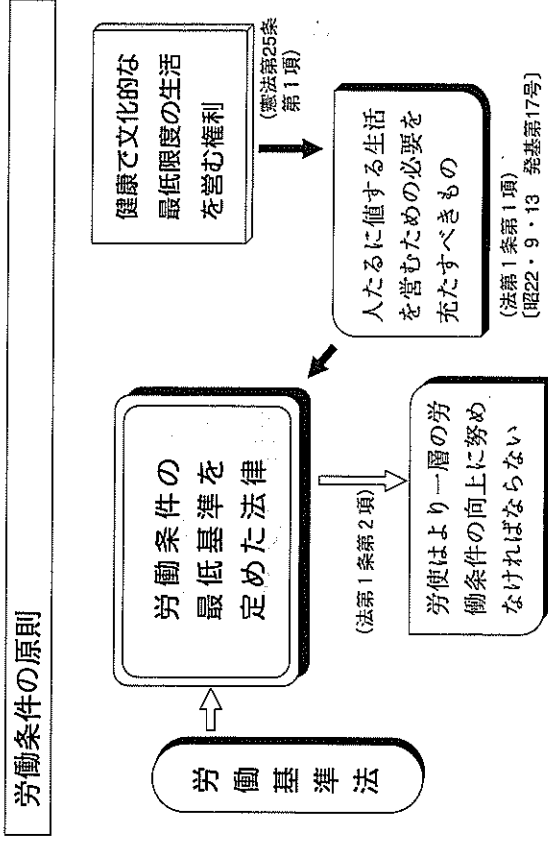 労働条件の原則
労働基準法
労働条件の
最低基準を
定めた法律
健康で文化的な
最低限度の生活
を営む権利
(憲法第25条
第1項)
人たるに値する生活
を営むための必要を
充たすべきもの
(法第1条第1項)
〔昭22・9・13 発基第17号〕
(法第1条第2項)
労使はより一層の労
働条件の向上に努め
なければならない